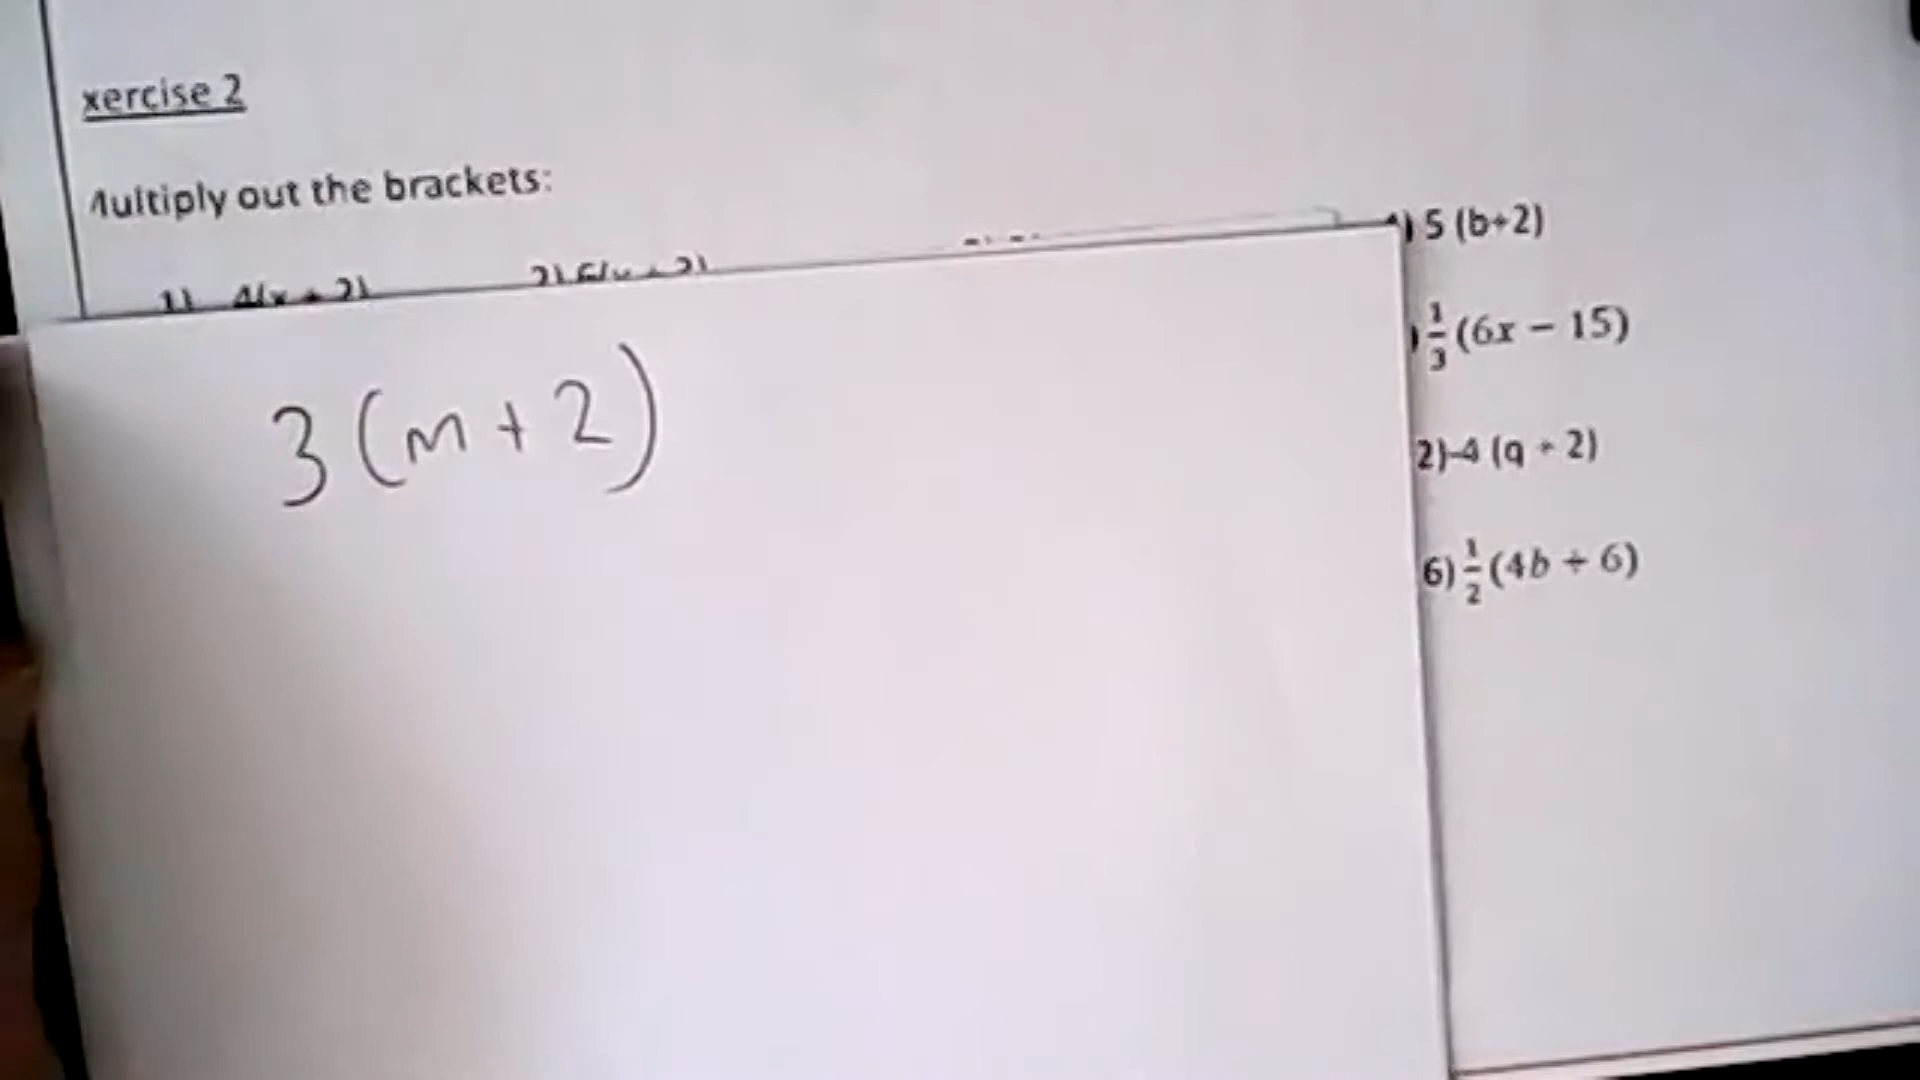 xercise 2
Multiply out the brackets:
) 5 (b+2)
3 (m + 2)
) 1/3 (6x − 15)
2)-4 (q + 2)
6) 1/2 (4b + 6)